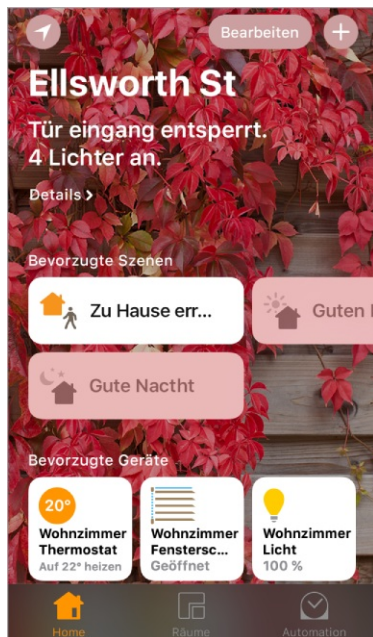 Bearbeiten
Ellsworth St
Tür eingang entsperrt.
4 Lichter an.
Details
Bevorzugte Szenen
Zu Hause err...
Guten
Gute Nactht
Bevorzugte Geräte
20°
Wohnzimmer
Thermostat
Auf 22° heizen
Wohnzimmer
Fenstersc...
Geöffnet
Wohnzimmer
Licht
100 %
Home
Räume
Automation